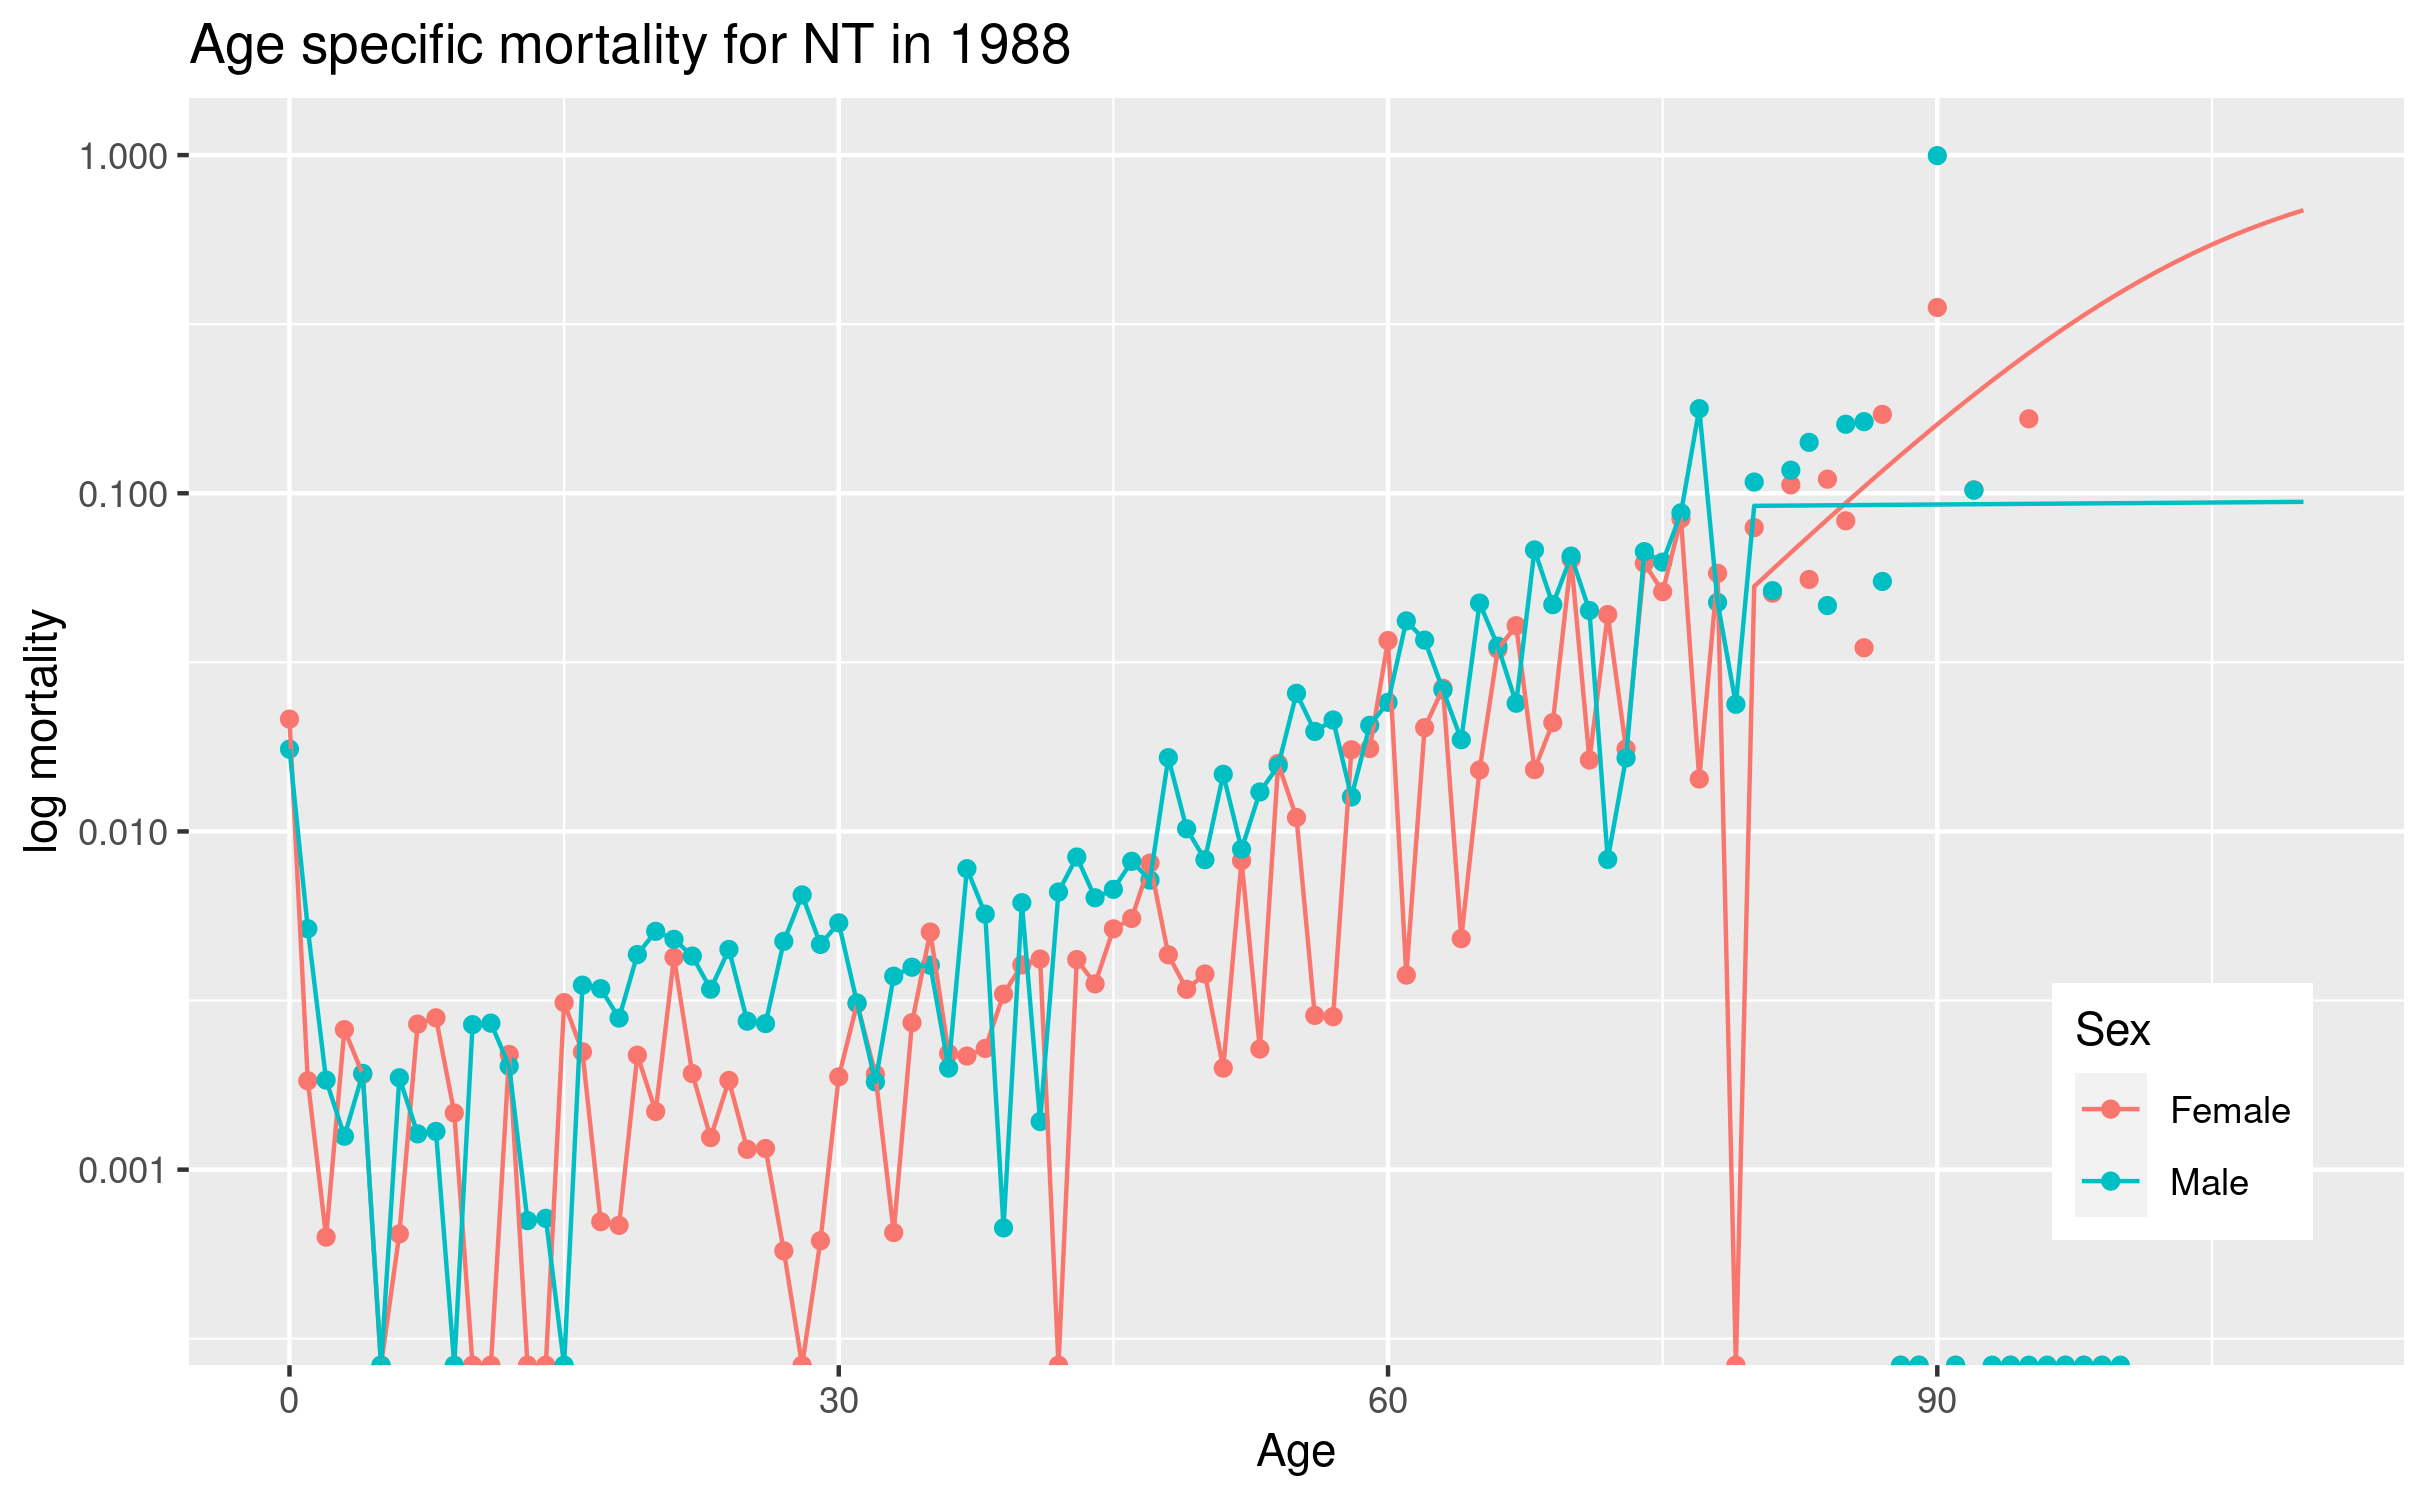 Age specific mortality for NT in 1988
1.000
0.100
0.010
0.001
log mortality
0 30 60 90
Age
Sex
Female
Male